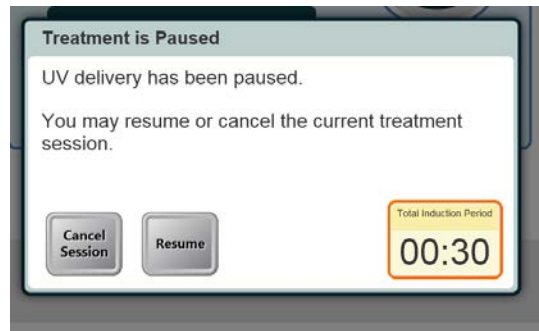 Treatment is Paused
UV delivery has been paused.
You may resume or cancel the current treatment
session.
Cancel
Session
Resume
Total Induction Period
00:30